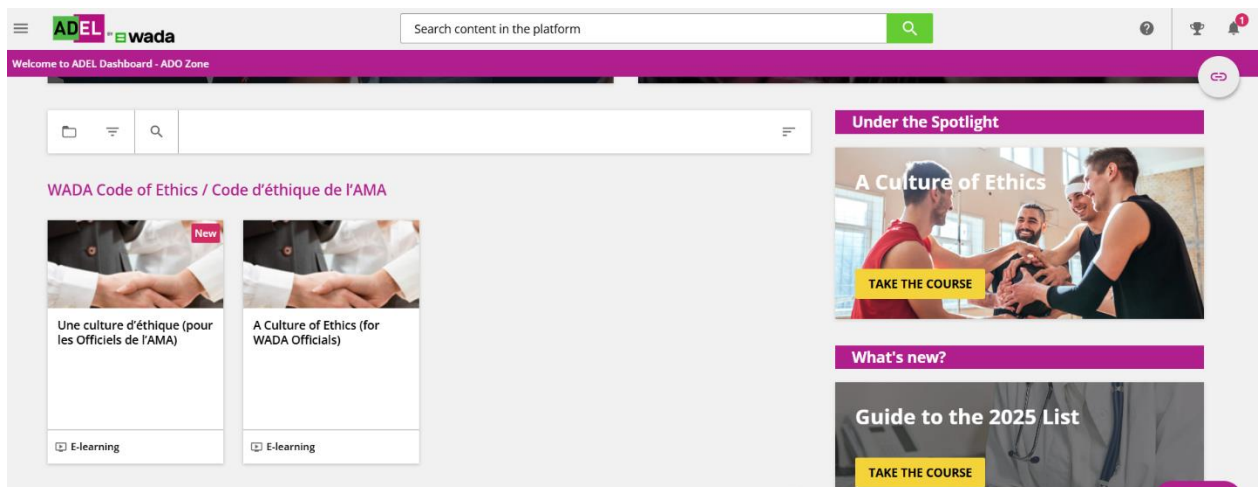 ADEL BY wada
Search content in the platform
1
Welcome to ADEL Dashboard - ADO Zone
WADA Code of Ethics / Code d'éthique de l'AMA
New
Une culture d'éthique (pour
les Officiels de l'AMA)
E-learning
A Culture of Ethics (for
WADA Officials)
E-learning
Under the Spotlight
A Culture of Ethics
TAKE THE COURSE
What's new?
Guide to the 2025 List
TAKE THE COURSE